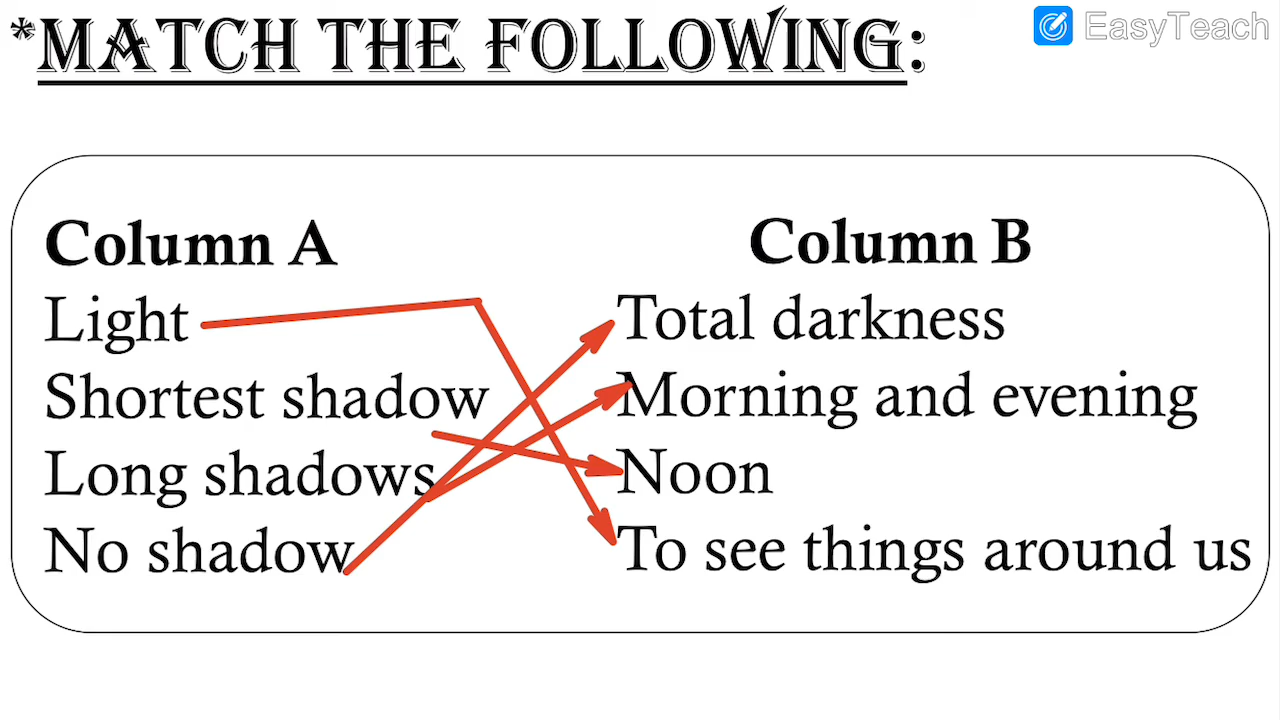 *MATCH THE FOLLOWING:
EasyTeach
Column A
Column B
Light
Total darkness
Shortest shadow
Morning and evening
Long shadows
Noon
No shadow
To see things around us